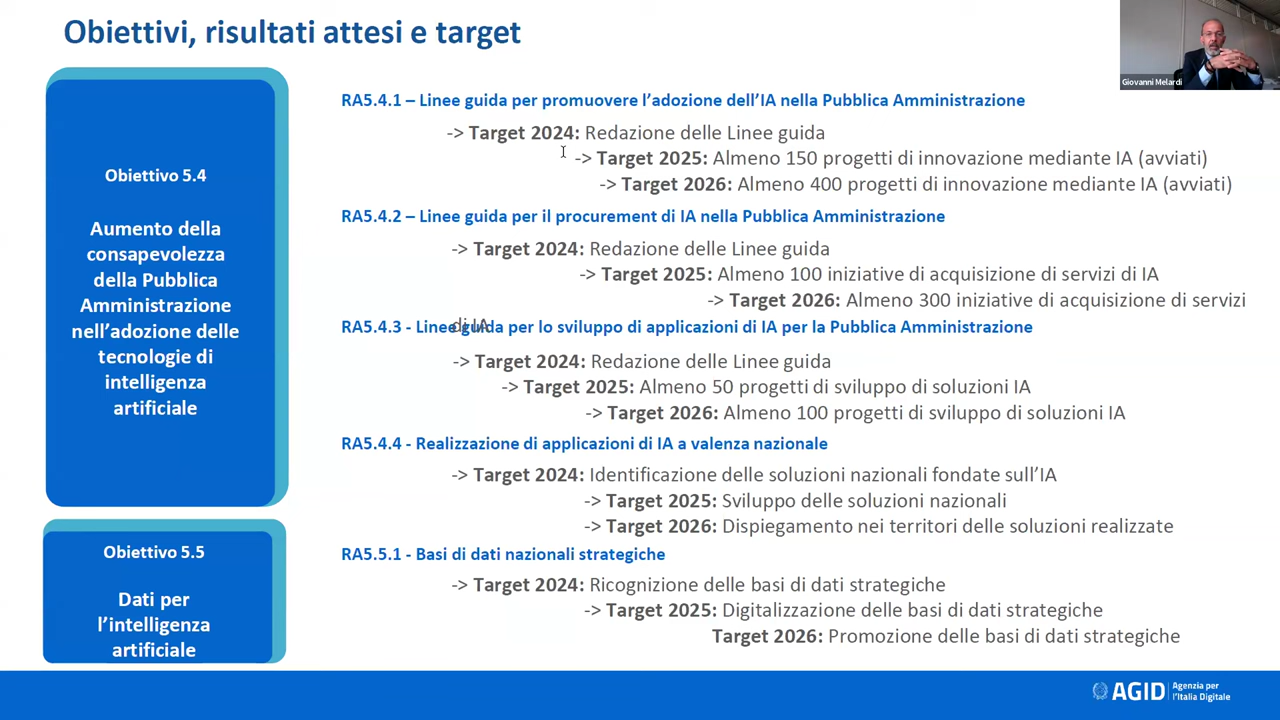 Obiettivi, risultati attesi e target
Giovanni Melardi
Obiettivo 5.4
Aumento della
consapevolezza
della Pubblica
Amministrazione
nell'adozione delle
tecnologie di
intelligenza
artificiale
RA5.4.1 – Linee guida per promuovere l'adozione dell'IA nella Pubblica Amministrazione
-> Target 2024: Redazione delle Linee guida
-> Target 2025: Almeno 150 progetti di innovazione mediante IA (avviati)
-> Target 2026: Almeno 400 progetti di innovazione mediante IA (avviati)
RA5.4.2 – Linee guida per il procurement di IA nella Pubblica Amministrazione
-> Target 2024: Redazione delle Linee guida
-> Target 2025: Almeno 100 iniziative di acquisizione di servizi di IA
-> Target 2026: Almeno 300 iniziative di acquisizione di servizi
di IA
RA5.4.3 - Linee guida per lo sviluppo di applicazioni di IA per la Pubblica Amministrazione
-> Target 2024: Redazione delle Linee guida
-> Target 2025: Almeno 50 progetti di sviluppo di soluzioni IA
-> Target 2026: Almeno 100 progetti di sviluppo di soluzioni IA
RA5.4.4 - Realizzazione di applicazioni di IA a valenza nazionale
-> Target 2024: Identificazione delle soluzioni nazionali fondate sull'IA
-> Target 2025: Sviluppo delle soluzioni nazionali
-> Target 2026: Dispiegamento nei territori delle soluzioni realizzate
Obiettivo 5.5
Dati per
l'intelligenza
artificiale
RA5.5.1 - Basi di dati nazionali strategiche
-> Target 2024: Ricognizione delle basi di dati strategiche
-> Target 2025: Digitalizzazione delle basi di dati strategiche
Target 2026: Promozione delle basi di dati strategiche
AGID
Agenzia per
l'Italia Digitale